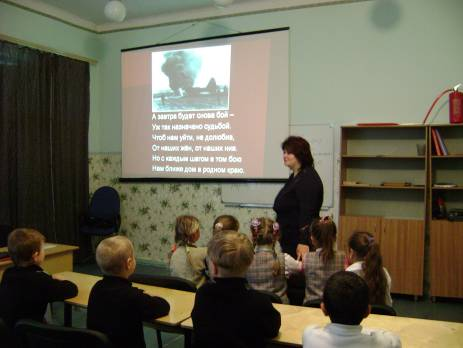 А завтра будет снова бой –
Уж так назначено судьбой.
Чтоб нам уйти, не долюбив,
От наших жён, от наших нив.
Но с каждым шагом в том бою
Нам ближе дом в родном краю.